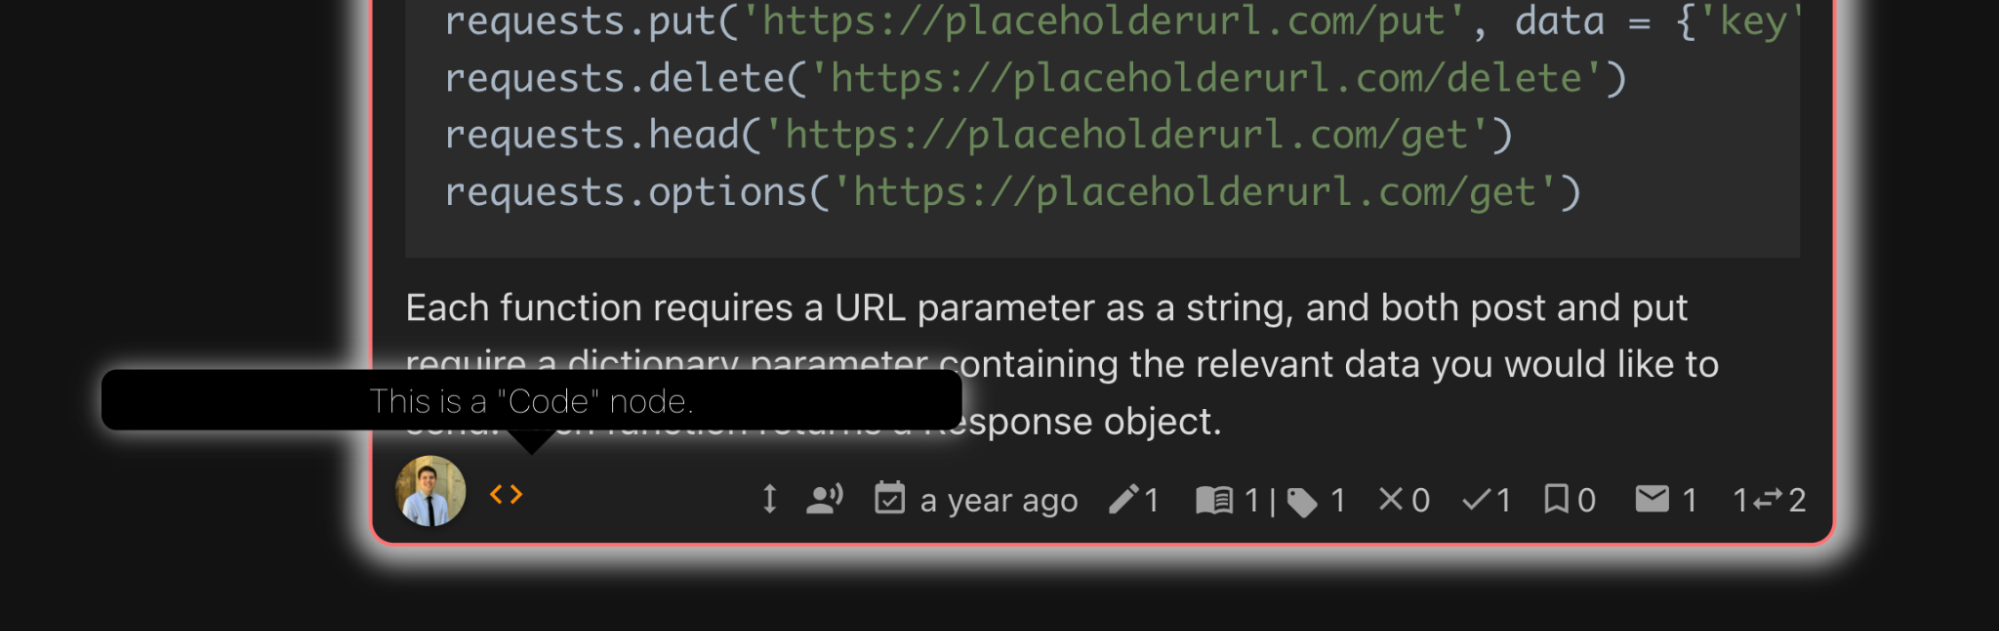 requests.put('https://placeholderurl.com/put', data = {'key'
requests.delete('https://placeholderurl.com/delete')
requests.head('https://placeholderurl.com/get')
requests.options('https://placeholderurl.com/get')
Each function requires a URL parameter as a string, and both post and put
require a dictionary parameter containing the relevant data you would like to
This is a "Code" node.
function returns a Response object.
a year ago 1 1 | 1 0 1 0 1 1 2